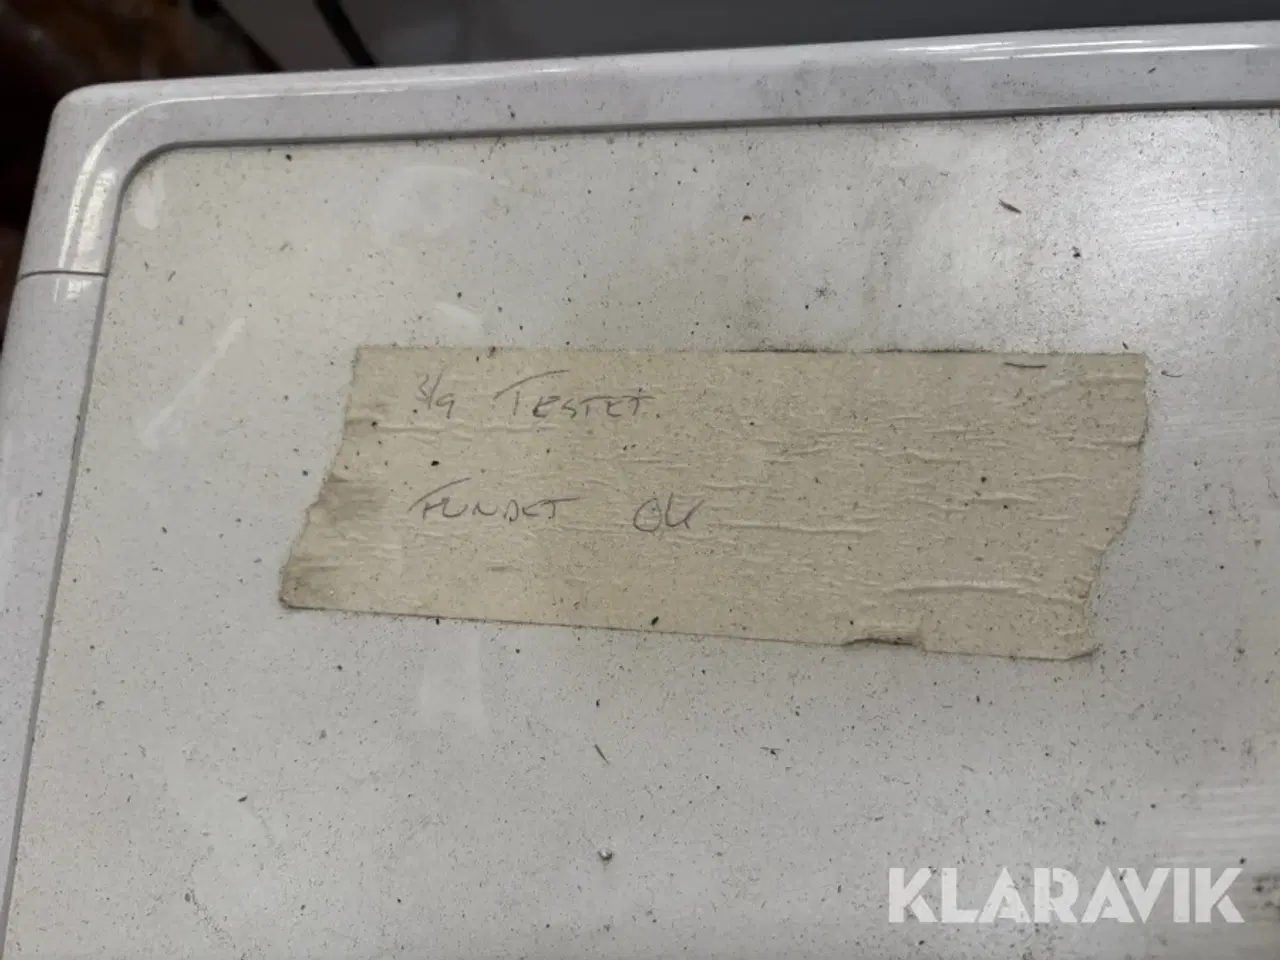 3/9 TESTET.
FUNDET OK
KLARAVIK